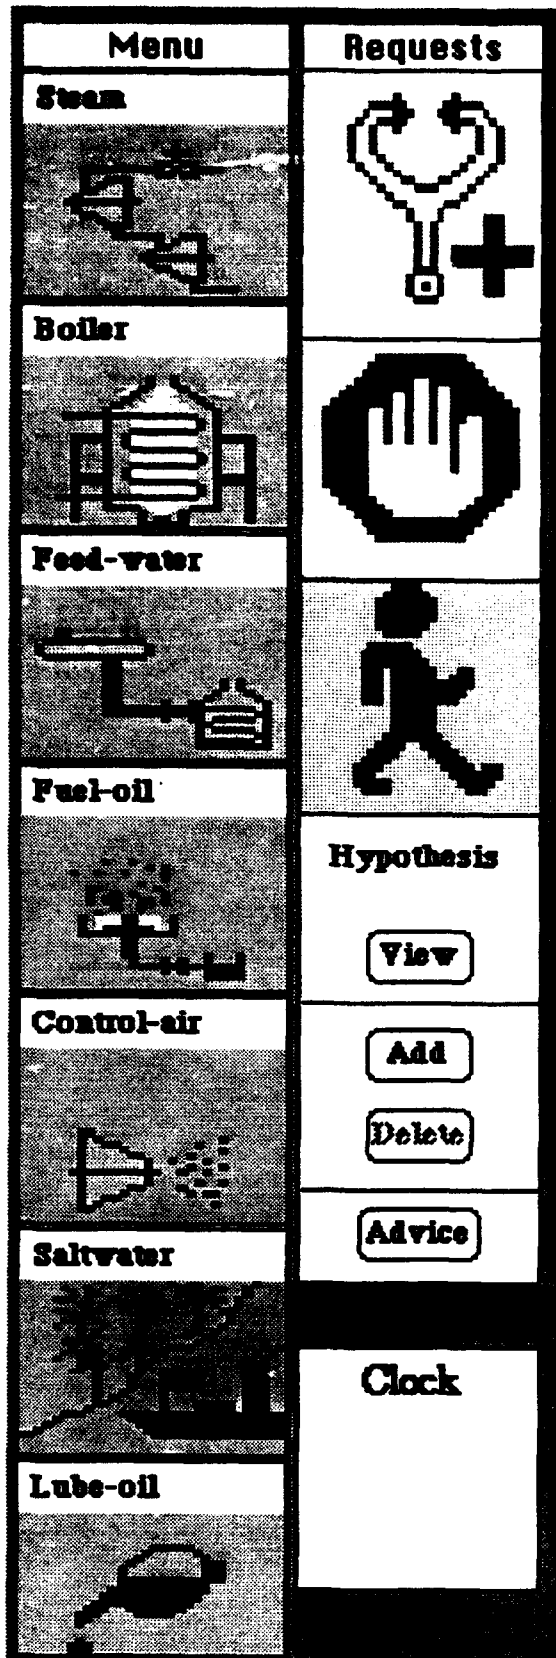 Menu
Steam
Boiler
Feed-water
Fuel-oil
Control-air
Saltwater
Lube-oil
Requests
Hypothesis
View
Add
Delete
Advice
Clock